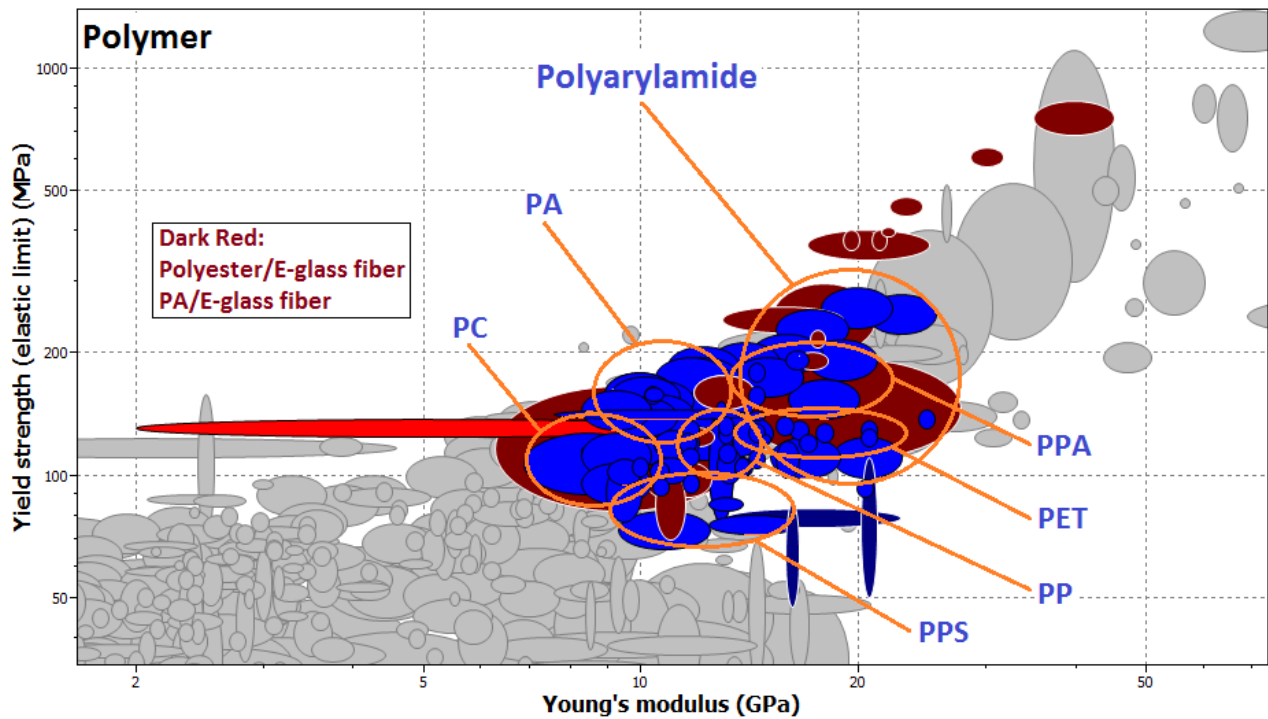 Polymer
Polyarylamide
PA
PC
Dark Red:
Polyester/E-glass fiber
PA/E-glass fiber
PPA
PET
PP
PPS
Yield strength (elastic limit) (MPa)
1000
500
200
100
50
2
5
10
20
50
Young's modulus (GPa)